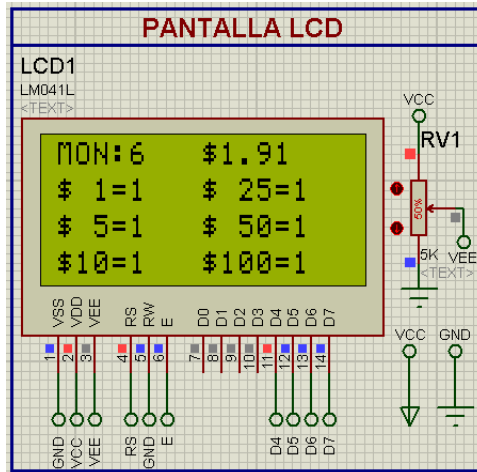 PANTALLA LCD
LCD1
LM041L
<TEXT>
MON:6 $1.91
$ 1=1 $ 25=1
$ 5=1 $ 50=1
$10=1 $100=1
VCC
RV1
50%
5K
VEE
<TEXT>
VSS VDD VEE RS RW E D0 D1 D2 D3 D4 D5 D6 D7
1 2 3 4 5 6 7 8 9 10 11 12 13 14
VCC GND
GND VCC VEE RS GND E D4 D5 D6 D7